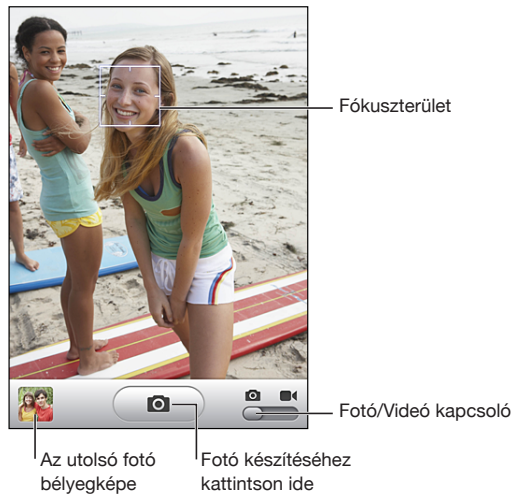 Fókuszterület
Fotó/Videó kapcsoló
Az utolsó fotó
bélyegképe
Fotó készítéséhez
kattintson ide